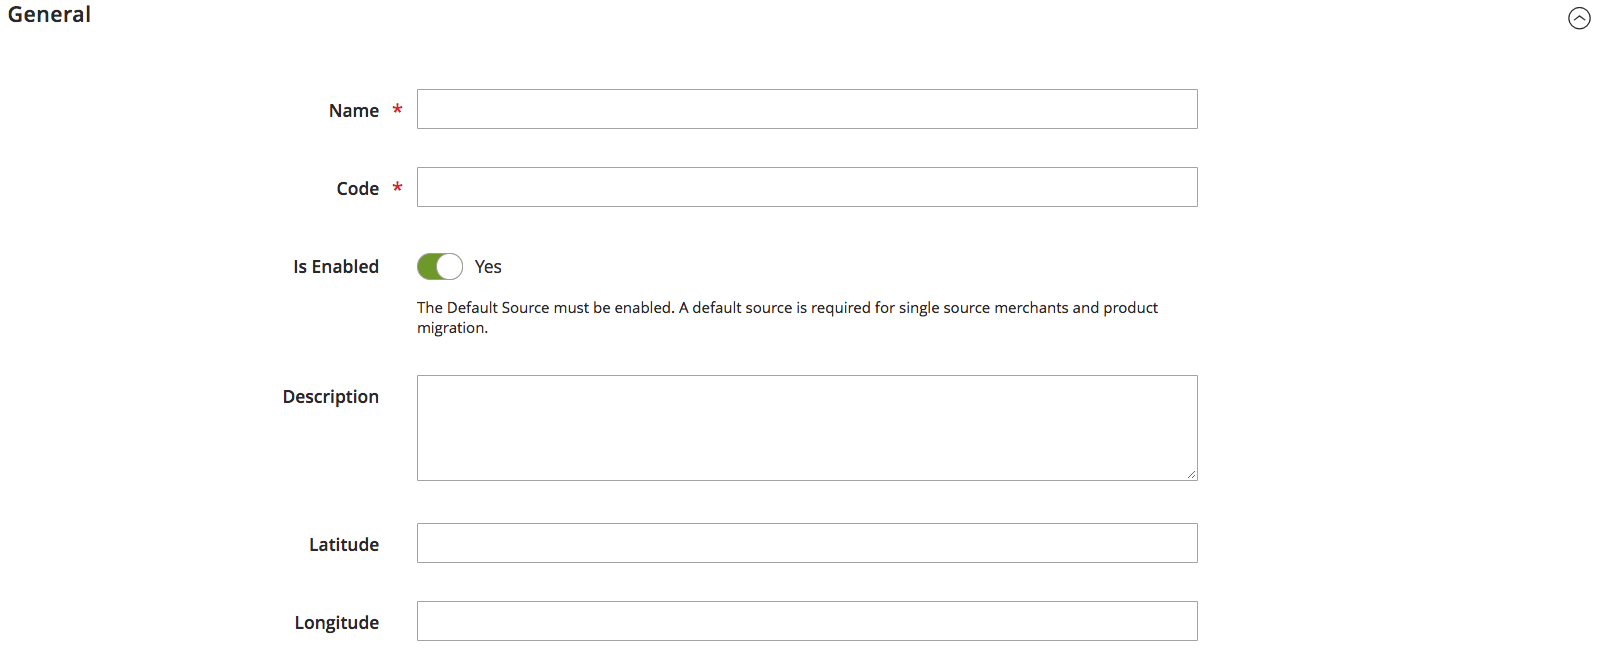 General
Name *
Code *
Is Enabled Yes
The Default Source must be enabled. A default source is required for single source merchants and product
migration.
Description
Latitude
Longitude